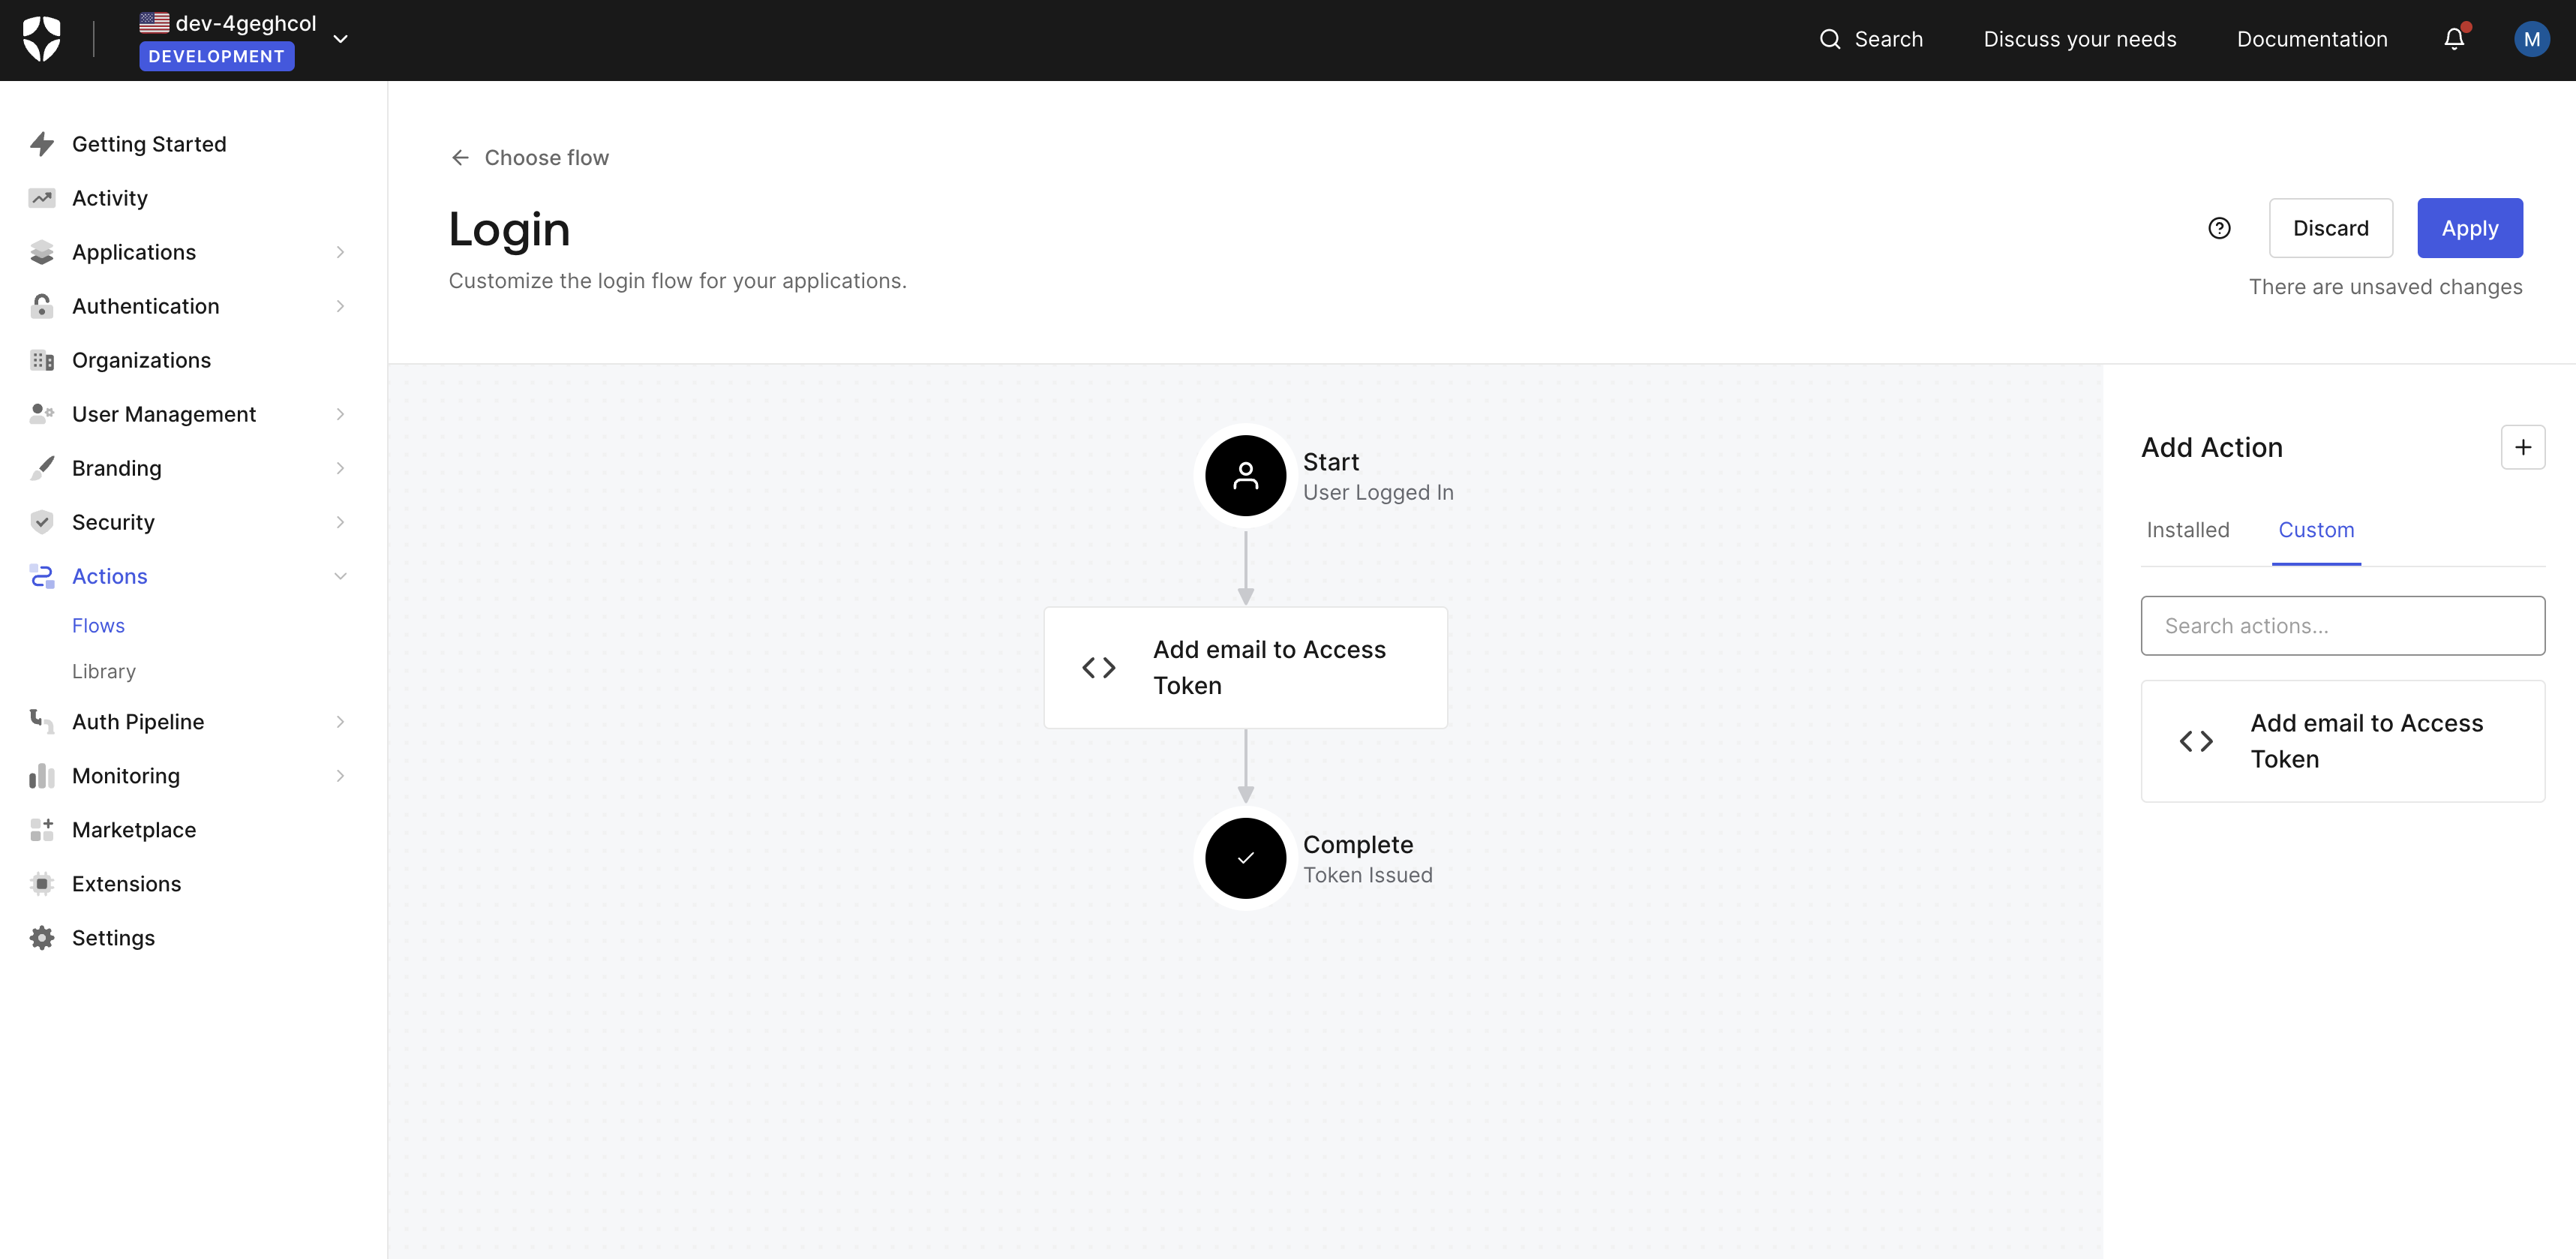 dev-4geghcol
DEVELOPMENT
Search
Discuss your needs
Documentation
M
Getting Started
Activity
Applications
Authentication
Organizations
User Management
Branding
Security
Actions
Flows
Library
Auth Pipeline
Monitoring
Marketplace
Extensions
Settings
Choose flow
Login
Customize the login flow for your applications.
Discard
Apply
There are unsaved changes
Start
User Logged In
Add email to Access
Token
Complete
Token Issued
Add Action
Installed
Custom
Search actions...
Add email to Access
Token